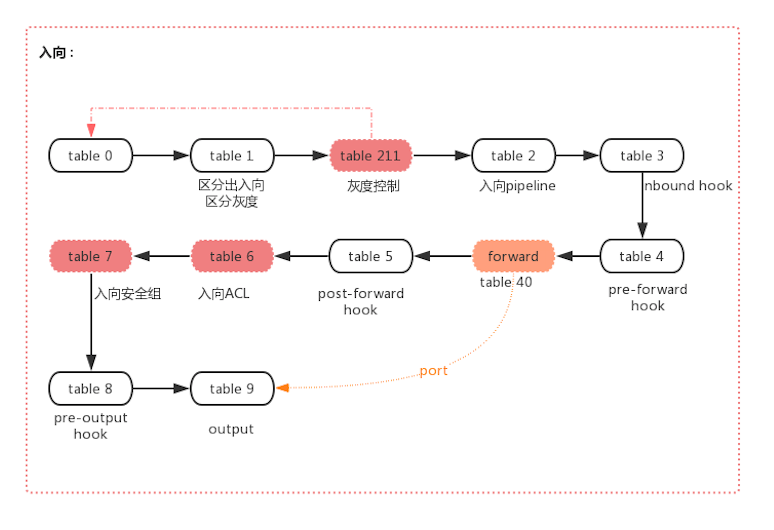 入向：
table 0
table 1
table 211
table 2
table 3
区分出入向
区分灰度
灰度控制
入向pipeline
nbound hook
table 7
table 6
table 5
forward
table 4
入向安全组
入向ACL
post-forward
hook
table 40
pre-forward
hook
port
table 8
table 9
pre-output
hook
output